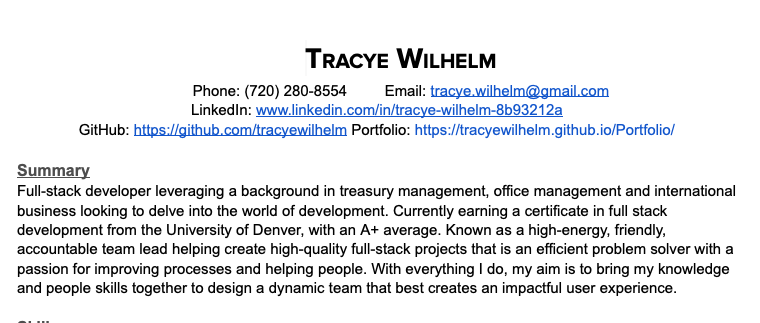 TRACYE WILHELM
Phone: (720) 280-8554 Email: tracye.wilhelm@gmail.com
LinkedIn: www.linkedin.com/in/tracye-wilhelm-8b93212a
GitHub: https://github.com/tracyewilhelm Portfolio: https://tracyewilhelm.github.io/Portfolio/
Summary
Full-stack developer leveraging a background in treasury management, office management and international
business looking to delve into the world of development. Currently earning a certificate in full stack
development from the University of Denver, with an A+ average. Known as a high-energy, friendly,
accountable team lead helping create high-quality full-stack projects that is an efficient problem solver with a
passion for improving processes and helping people. With everything I do, my aim is to bring my knowledge
and people skills together to design a dynamic team that best creates an impactful user experience.